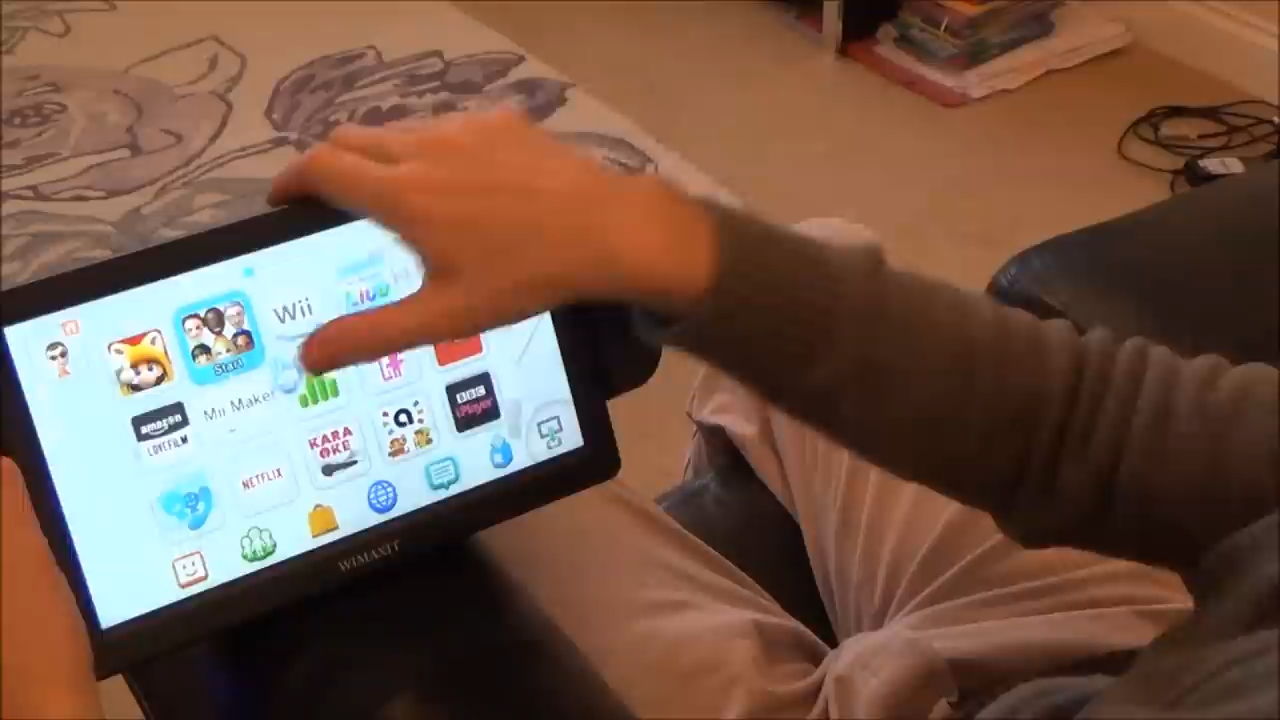 Wii
Start
Mii Maker
amazon
LOVEFILM
BBC
iPlayer
KARA
OKE
a
NETFLIX
WIMAXIT